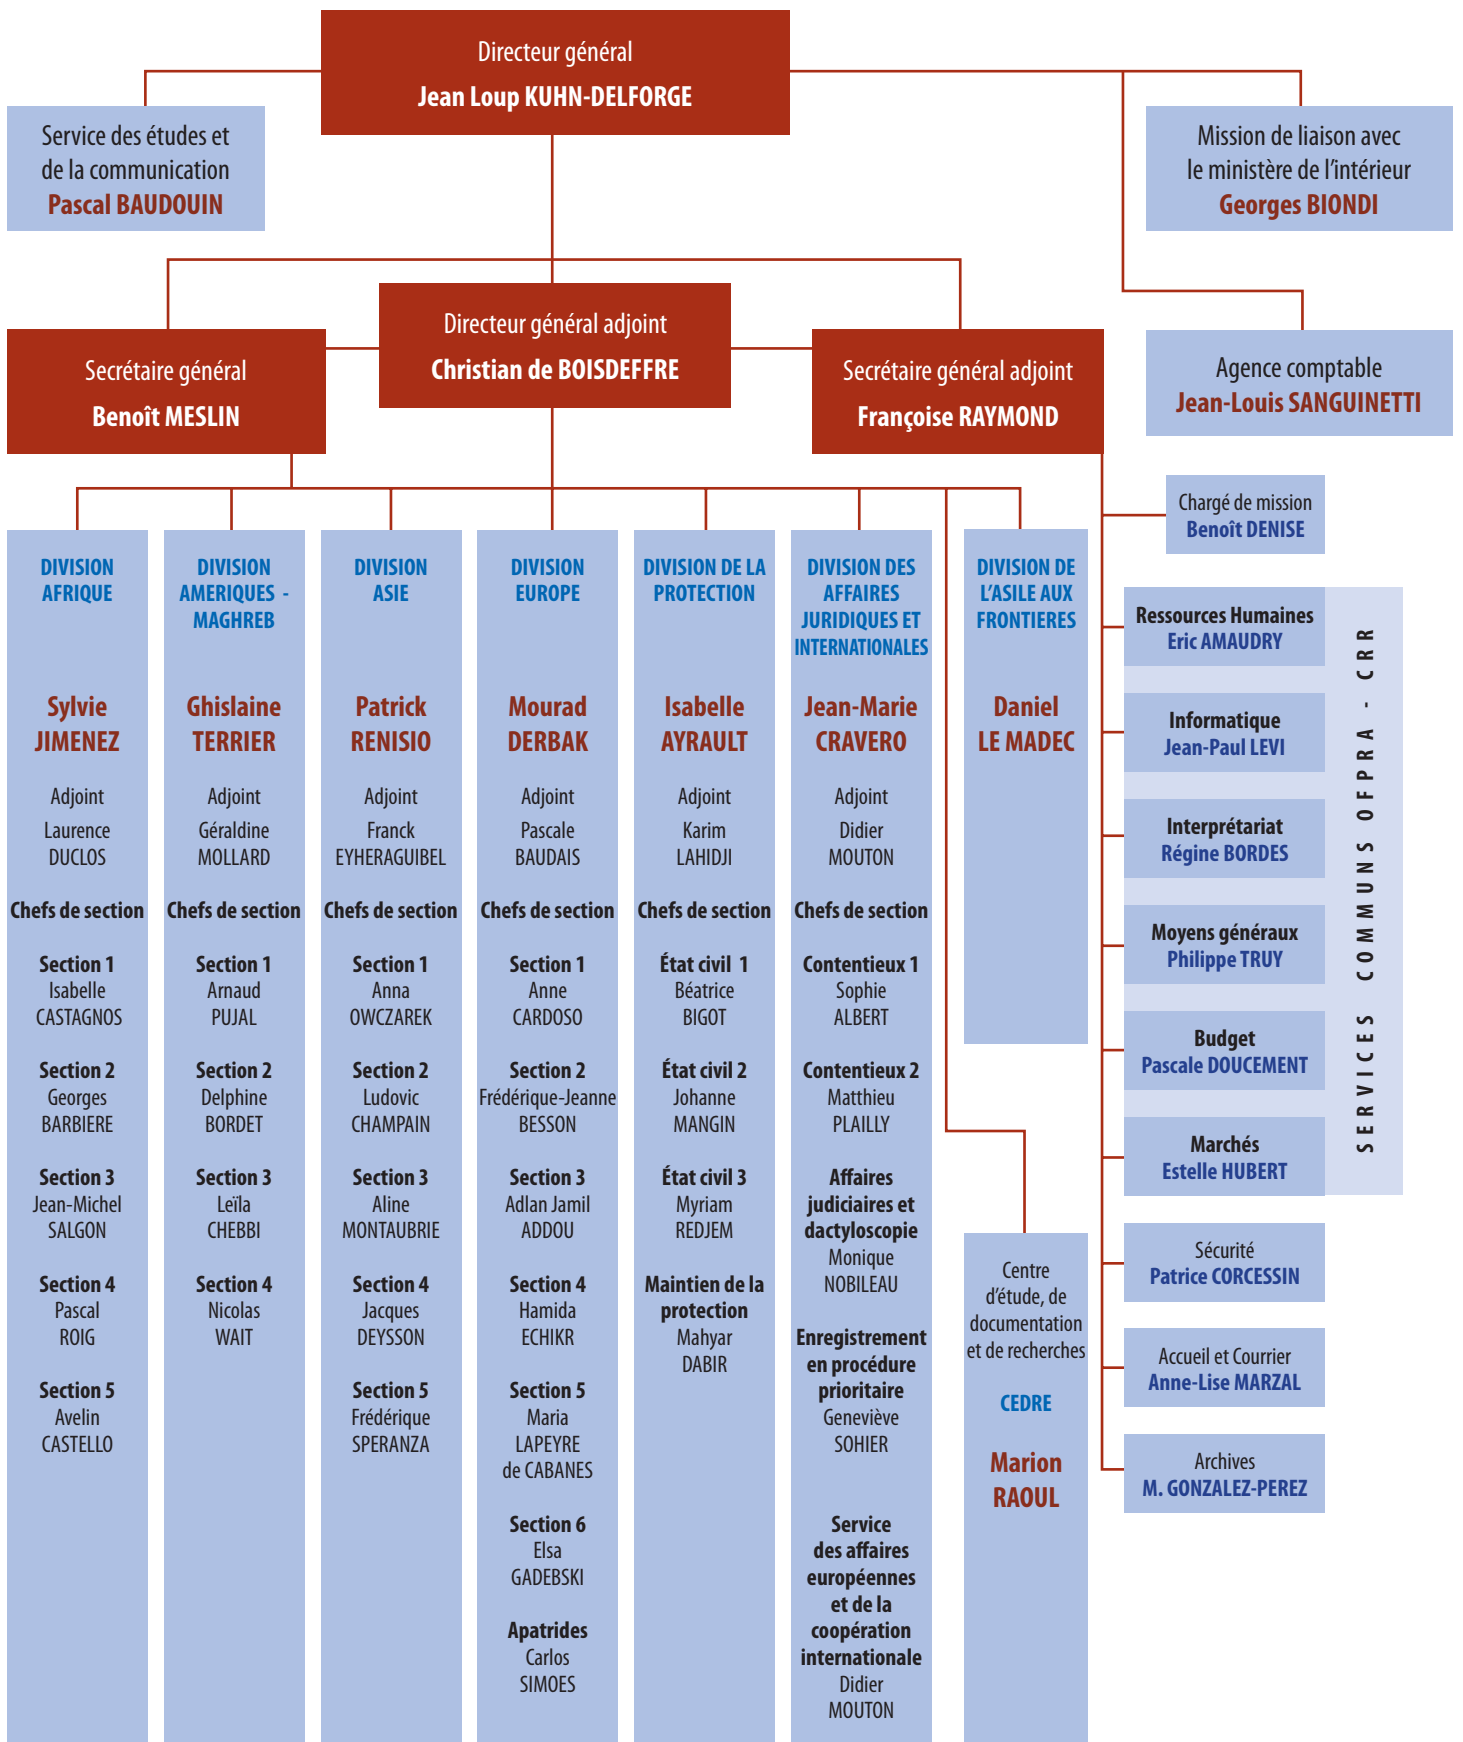 Directeur général
Jean Loup KUHN-DELFORGE
Service des études et
de la communication
Pascal BAUDOUIN
Mission de liaison avec
le ministère de l'intérieur
Georges BIONDI
Directeur général adjoint
Christian de BOISDEFFRE
Secrétaire général
Benoît MESLIN
Secrétaire général adjoint
Françoise RAYMOND
Agence comptable
Jean-Louis SANGUINETTI
DIVISION
AFRIQUE
Sylvie
JIMENEZ
Adjoint
Laurence
DUCLOS
Chefs de section
Section 1
Isabelle
CASTAGNOS
Section 2
Georges
BARBIERE
Section 3
Jean-Michel
SALGON
Section 4
Pascal
ROIG
Section 5
Avelin
CASTELLO
DIVISION
AMERIQUES -
MAGHREB
Ghislaine
TERRIER
Adjoint
Géraldine
MOLLARD
Chefs de section
Section 1
Arnaud
PUJAL
Section 2
Delphine
BORDET
Section 3
Leïla
CHEBBI
Section 4
Nicolas
WAIT
DIVISION
ASIE
Patrick
RENISIO
Adjoint
Franck
EYHERAGUIBEL
Chefs de section
Section 1
Anna
OWCZAREK
Section 2
Ludovic
CHAMPAIN
Section 3
Aline
MONTAUBRIE
Section 4
Jacques
DEYSSON
Section 5
Frédérique
SPERANZA
DIVISION
EUROPE
Mourad
DERBAK
Adjoint
Pascale
BAUDAIS
Chefs de section
Section 1
Anne
CARDOSO
Section 2
Frédérique-Jeanne
BESSON
Section 3
Adlan Jamil
ADDOU
Section 4
Hamida
ECHIKR
Section 5
Maria
LAPEYRE
de CABANES
Section 6
Elsa
GADEBSKI
Apatrides
Carlos
SIMOES
DIVISION DE LA
PROTECTION
Isabelle
AYRAULT
Adjoint
Karim
LAHIDJI
Chefs de section
État civil 1
Béatrice
BIGOT
État civil 2
Johanne
MANGIN
État civil 3
Myriam
REDJEM
Maintien de la
protection
Mahyar
DABIR
DIVISION DES
AFFAIRES
JURIDIQUES ET
INTERNATIONALES
Jean-Marie
CRAVERO
Adjoint
Didier
MOUTON
Chefs de section
Contentieux 1
Sophie
ALBERT
Contentieux 2
Matthieu
PLAILLY
Affaires
judiciaires et
dactyloscopie
Monique
NOBILEAU
Enregistrement
en procédure
prioritaire
Geneviève
SOHIER
Service
des affaires
européennes
et de la
coopération
internationale
Didier
MOUTON
DIVISION DE
L'ASILE AUX
FRONTIERES
Daniel
LE MADEC
Centre
d'étude, de
documentation
et de recherches
CEDRE
Marion
RAOUL
Chargé de mission
Benoît DENISE
Ressources Humaines
Eric AMAUDRY
Informatique
Jean-Paul LEVI
Interprétariat
Régine BORDES
Moyens généraux
Philippe TRUY
Budget
Pascale DOUCEMENT
Marchés
Estelle HUBERT
SERVICES COMMUNS OFPRA - CRR
Sécurité
Patrice CORCESSIN
Accueil et Courrier
Anne-Lise MARZAL
Archives
M. GONZALEZ-PEREZ